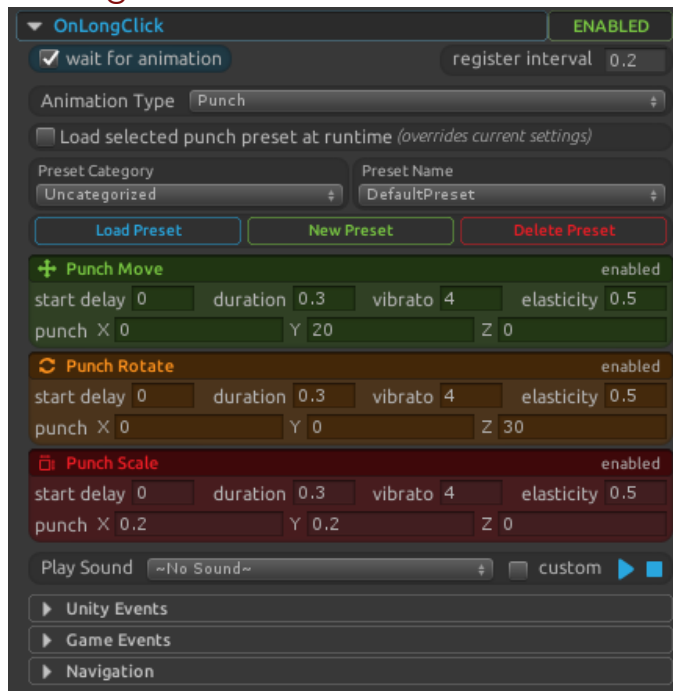 OnLongClick ENABLED
wait for animation register interval 0.2
Animation Type Punch
Load selected punch preset at runtime (overrides current settings)
Preset Category Preset Name
Uncategorized DefaultPreset
Load Preset New Preset Delete Preset
Punch Move enabled
start delay 0 duration 0.3 vibrato 4 elasticity 0.5
punch X 0 Y 20 Z 0
Punch Rotate enabled
start delay 0 duration 0.3 vibrato 4 elasticity 0.5
punch X 0 Y 0 Z 30
Punch Scale enabled
start delay 0 duration 0.3 vibrato 4 elasticity 0.5
punch X 0.2 Y 0.2 Z 0
Play Sound ~No Sound~ custom
Unity Events
Game Events
Navigation